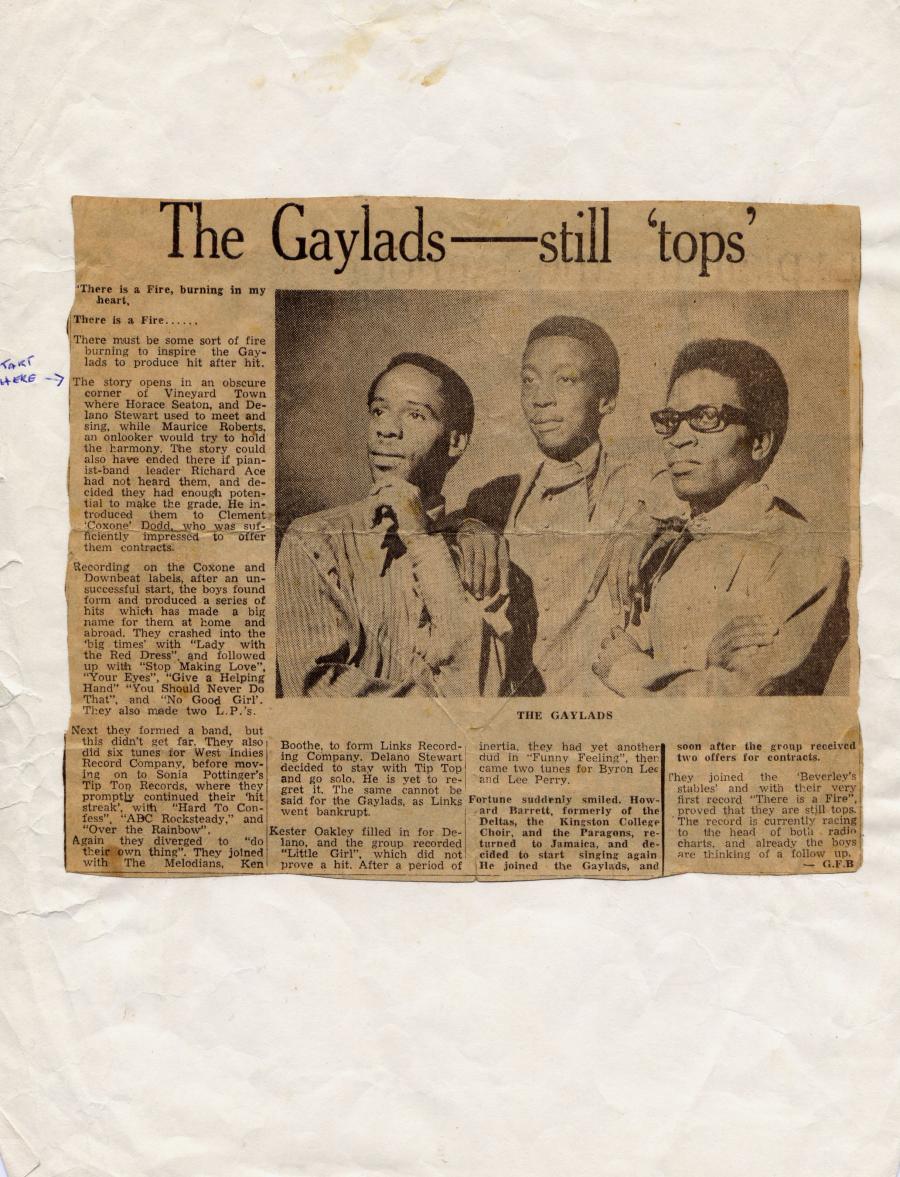 The Gaylads—still 'tops'
'There is a Fire, burning in my
heart,
There is a Fire......
There must be some sort of fire
burning to inspire the Gay-
lads to produce hit after hit.
TART
HERE →
The story opens in an obscure
corner of Vineyard Town
where Horace Seaton, and De-
lano Stewart used to meet and
sing, while Maurice Roberts,
an onlooker would try to hold
the harmony. The story could
also have ended there if pian-
ist-band leader Richard Ace
had not heard them, and de-
cided they had enough poten-
tial to make the grade. He in-
troduced them to Clement
'Coxone' Dodd, who was suf-
ficiently impressed to offer
them contracts.
Recording on the Coxone and
Downbeat labels, after an un-
successful start, the boys found
form and produced a series of
hits which has made a big
name for them at home and
abroad. They crashed into the
'big times' with "Lady with
the Red Dress", and followed
up with "Stop Making Love",
"Your Eyes", "Give a Helping
Hand" "You Should Never Do
That", and "No Good Girl'.
They also made two L.P.'s.
Next they formed a band, but
this didn't get far. They also
did six tunes for West Indies
Record Company, before mov-
ing on to Sonia Pottinger's
Tip Top Records, where they
promptly continued their 'hit
streak', with "Hard To Con-
fess", "ABC Rocksteady," and
"Over the Rainbow".
Again they diverged to "do
their own thing". They joined
with The Melodians, Ken
THE GAYLADS
Boothe, to form Links Record-
ing Company. Delano Stewart
decided to stay with Tip Top
and go solo. He is yet to re-
gret it. The same cannot be
said for the Gaylads, as Links
went bankrupt.
Kester Oakley filled in for De-
lano, and the group recorded
"Little Girl", which did not
prove a hit. After a period of
inertia, they had yet another
dud in "Funny Feeling", then
came two tunes for Byron Lee
and Lee Perry.
Fortune suddenly smiled. How-
ard Barrett, formerly of the
Deltas, the Kingston College
Choir, and the Paragons, re-
turned to Jamaica, and de-
cided to start singing again
He joined the Gaylads, and
soon after the group received
two offers for contracts.
They joined the 'Beverley's
stables' and with their very
first record "There is a Fire",
proved that they are still tops.
The record is currently racing
to the head of both radio
charts, and already the boys
are thinking of a follow up.
— G.F.B